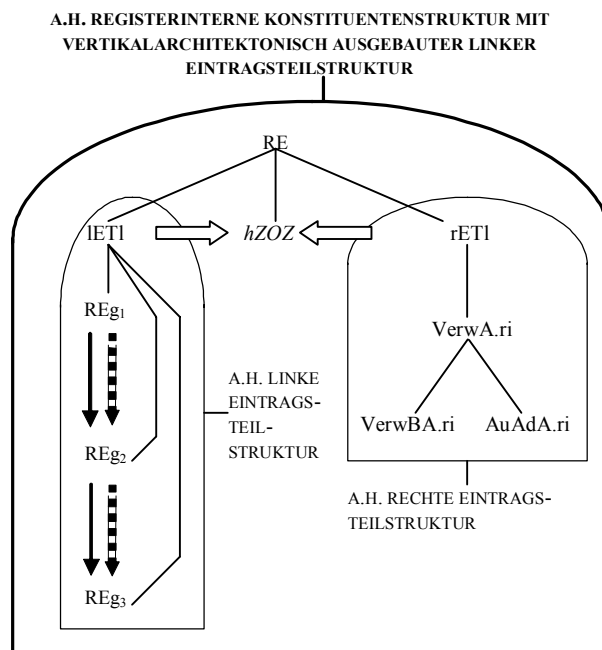 A.H. REGISTERINTERNE KONSTITUENTENSTRUKTUR MIT
VERTIKALARCHITEKTONISCH AUSGEBAUTER LINKER
EINTRAGSTEILSTRUKTUR
RE
lETl
hZOZ
rETl
REg₁
VerwA.ri
A.H. LINKE
EINTRAGS-
TEIL-
STRUKTUR
VerwBA.ri
AuAdA.ri
REg₂
A.H. RECHTE EINTRAGS-
TEILSTRUKTUR
REg₃